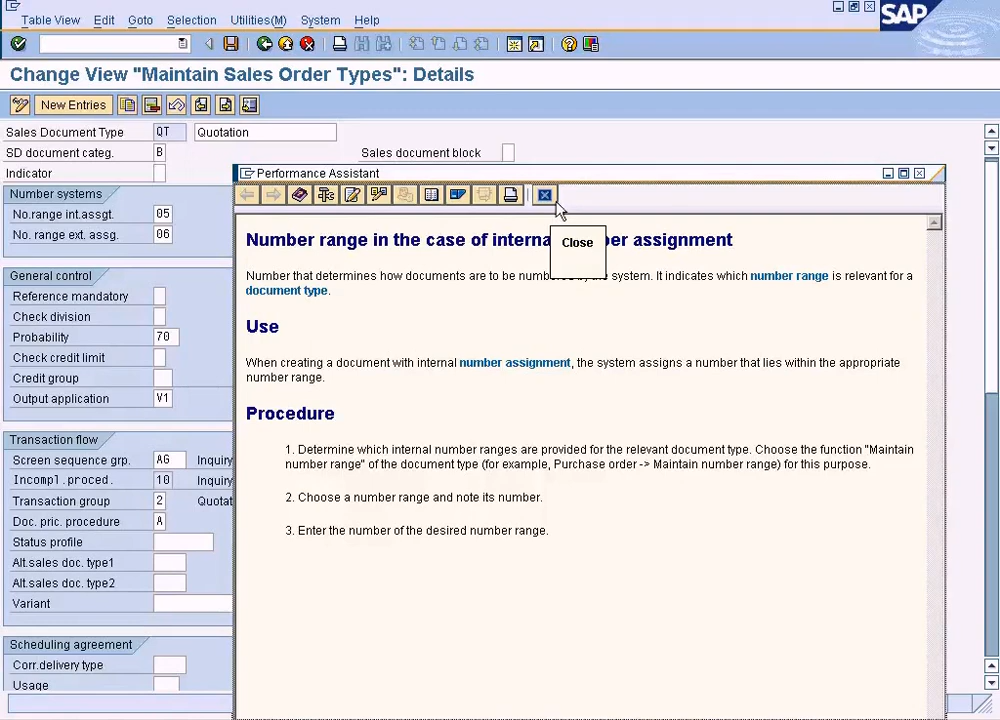 Table View Edit Goto Selection Utilities(M) System Help
SAP
Change View "Maintain Sales Order Types": Details
New Entries
Sales Document Type QT Quotation
SD document categ. B Sales document block
Indicator
Performance Assistant
Number systems
No.range int.assgt. 05
No. range ext. assg. 06
General control
Reference mandatory
Check division
Probability 70
Check credit limit
Credit group
Output application V1
Transaction flow
Screen sequence grp. AG Inquiry
Incompl.proced. 10 Inquiry
Transaction group 2 Quotat
Doc. pric. procedure A
Status profile
Alt.sales doc. type1
Alt.sales doc. type2
Variant
Scheduling agreement
Corr.delivery type
Usage
Close
Number range in the case of interna er assignment
Number that determines how documents are to be numb system. It indicates which number range is relevant for a
document type.
Use
When creating a document with internal number assignment, the system assigns a number that lies within the appropriate
number range.
Procedure
1. Determine which internal number ranges are provided for the relevant document type. Choose the function "Maintain
number range" of the document type (for example, Purchase order -> Maintain number range) for this purpose.
2. Choose a number range and note its number.
3. Enter the number of the desired number range.